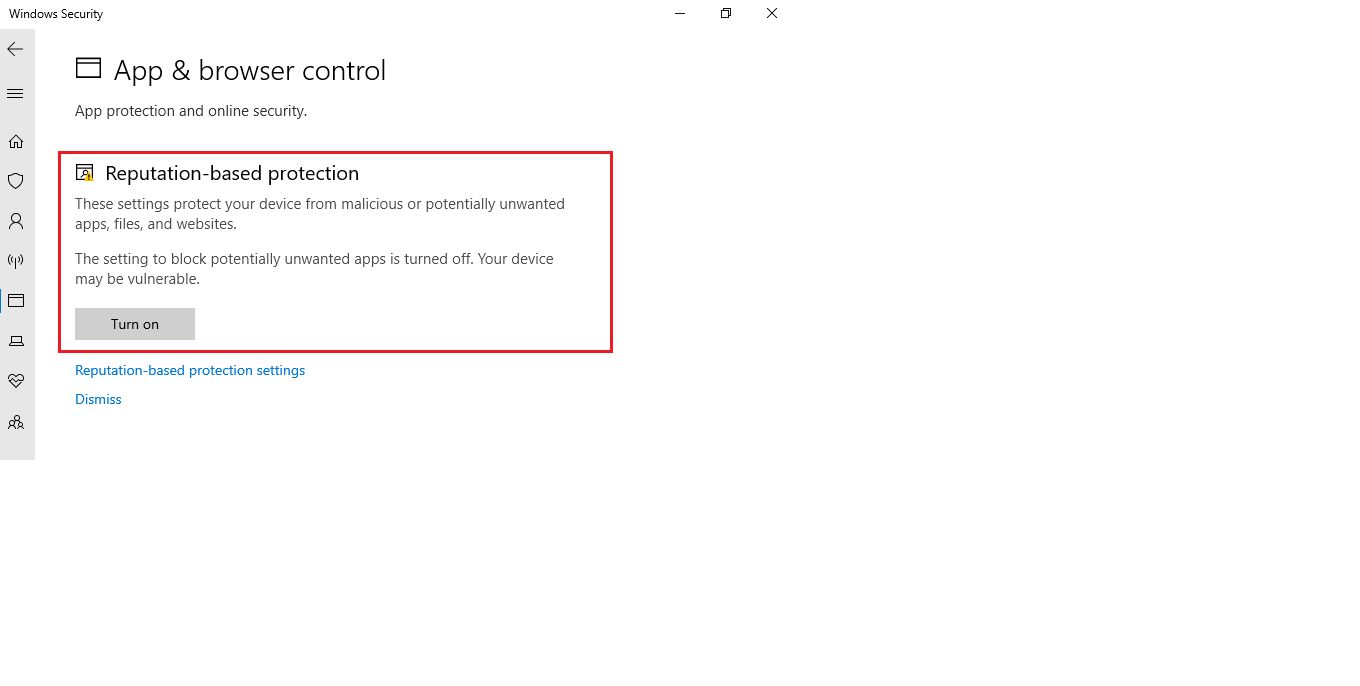 Windows Security
App & browser control
App protection and online security.
Reputation-based protection
These settings protect your device from malicious or potentially unwanted
apps, files, and websites.
The setting to block potentially unwanted apps is turned off. Your device
may be vulnerable.
Turn on
Reputation-based protection settings
Dismiss